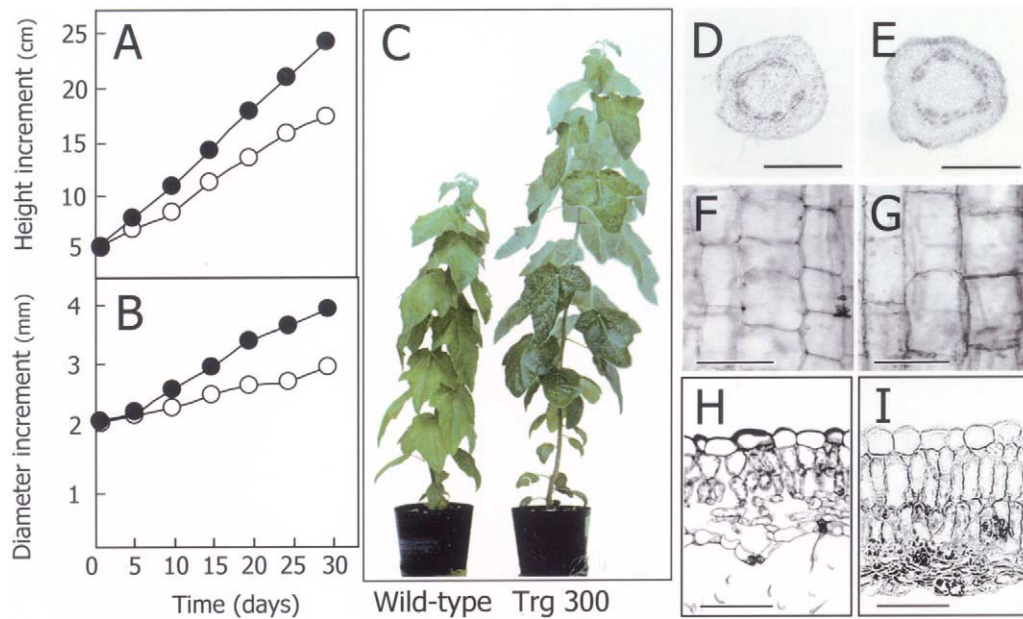 A
Height increment (cm)
25
20
15
10
5
B
Diameter increment (mm)
4
3
2
1
0 5 10 15 20 25 30
Time (days)
C
Wild-type Trg 300
D
E
F
G
H
I